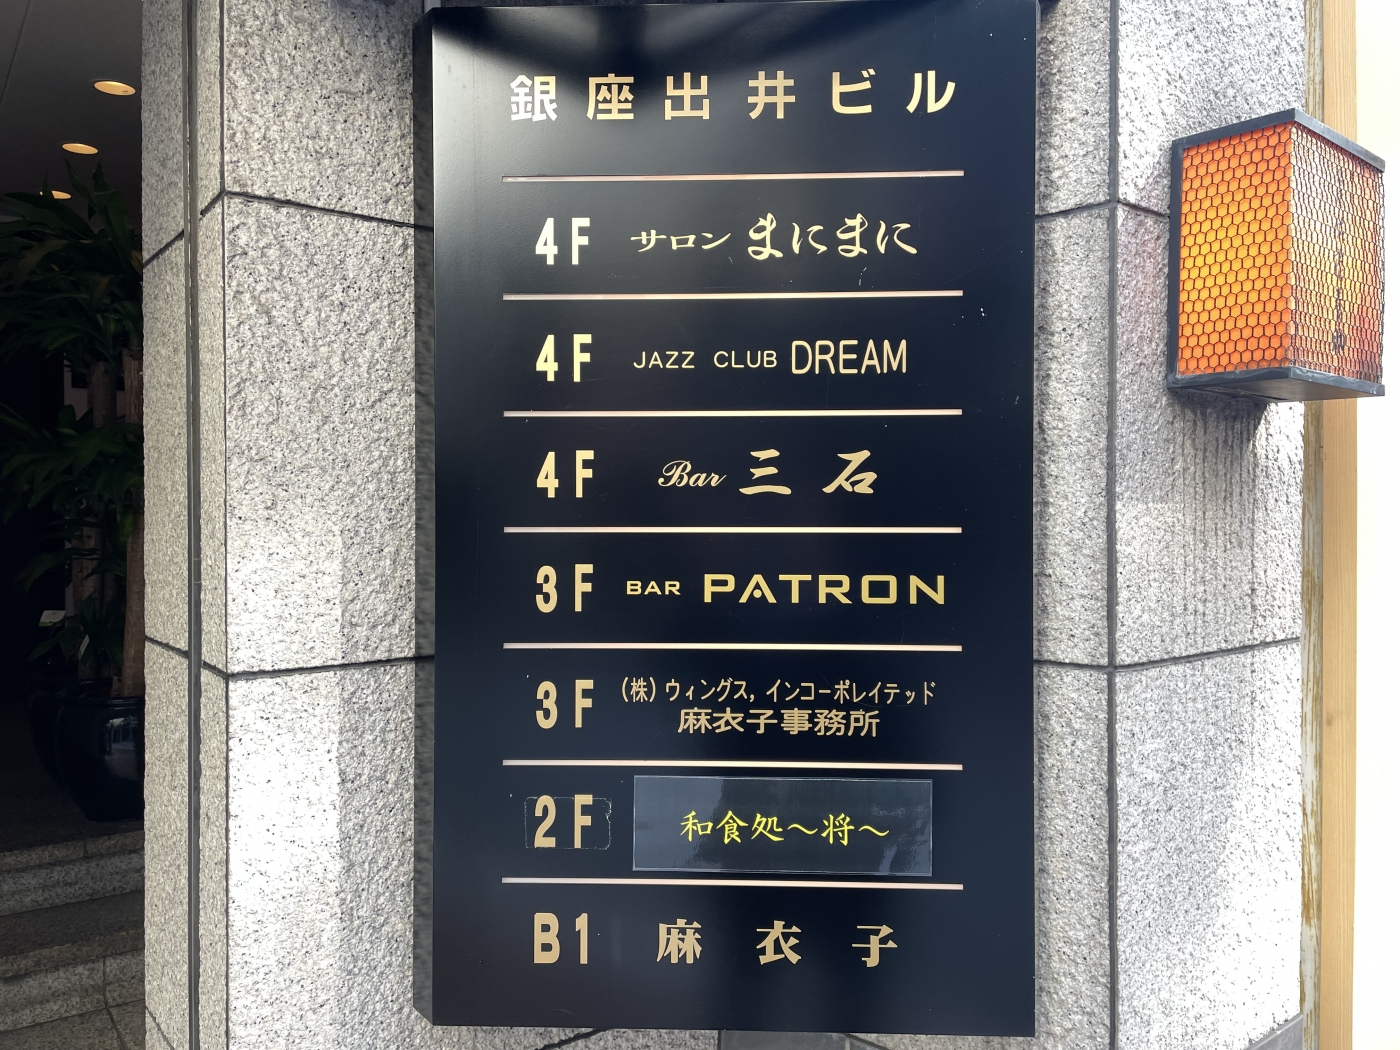 銀座出井ビル
4F サロン まにまに
4F JAZZ CLUB DREAM
4F Bar 三石
3F BAR PATRON
3F (株)ウィングス,インコーポレイテッド
麻衣子事務所
2F 和食処～将～
B1 麻衣子